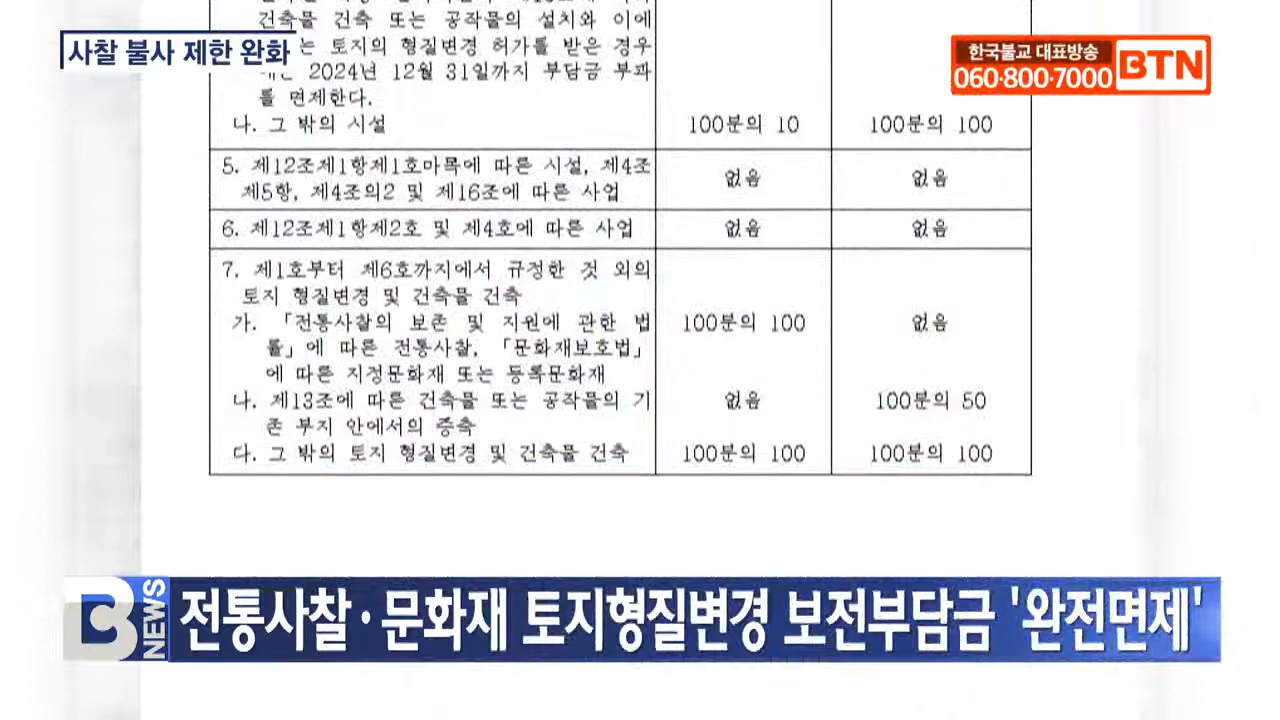 건축물 건축 또는 공작물의 설치와 이에
는 토지의 형질변경 허가를 받은 경우
사찰 불사 제한 완화
2024년 12월 31일까지 부담금 부과
를 면제한다.
한국불교 대표방송
060·800·7000
BTN
나. 그 밖의 시설 100분의 10 100분의 100
5. 제12조제1항제1호마목에 따른 시설, 제4조 없음 없음
제5항, 제4조의2 및 제16조에 따른 사업
6. 제12조제1항제2호 및 제4호에 따른 사업 없음 없음
7. 제1호부터 제6호까지에서 규정한 것 외의
토지 형질변경 및 건축물 건축
가. 「전통사찰의 보존 및 지원에 관한 법 100분의 100 없음
률」에 따른 전통사찰, 「문화재보호법」
에 따른 지정문화재 또는 등록문화재
나. 제13조에 따른 건축물 또는 공작물의 기 없음 100분의 50
존 부지 안에서의 증축
다. 그 밖의 토지 형질변경 및 건축물 건축 100분의 100 100분의 100
B NEWS
전통사찰·문화재 토지형질변경 보전부담금 '완전면제'